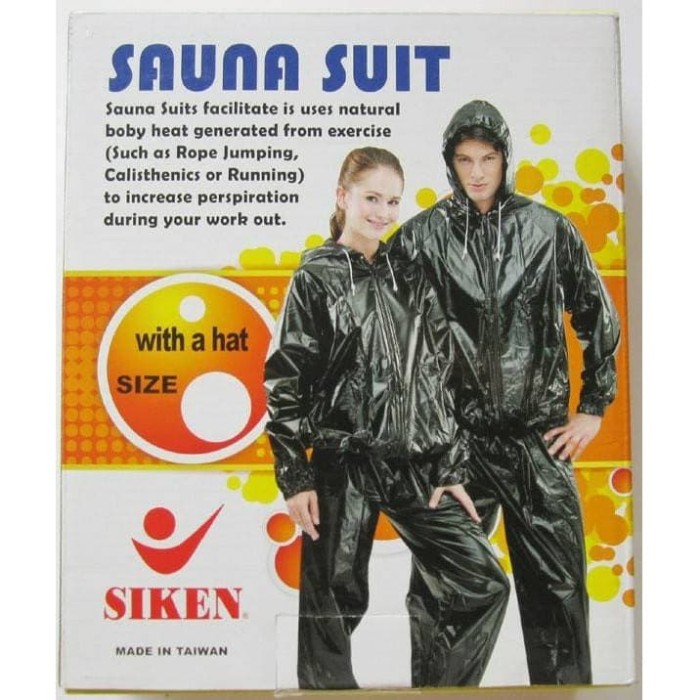 SAUNA SUIT
Sauna Suits facilitate is uses natural
boby heat generated from exercise
(Such as Rope Jumping,
Calisthenics or Running)
to increase perspiration
during your work out.
with a hat
SIZE
SIKEN®
MADE IN TAIWAN